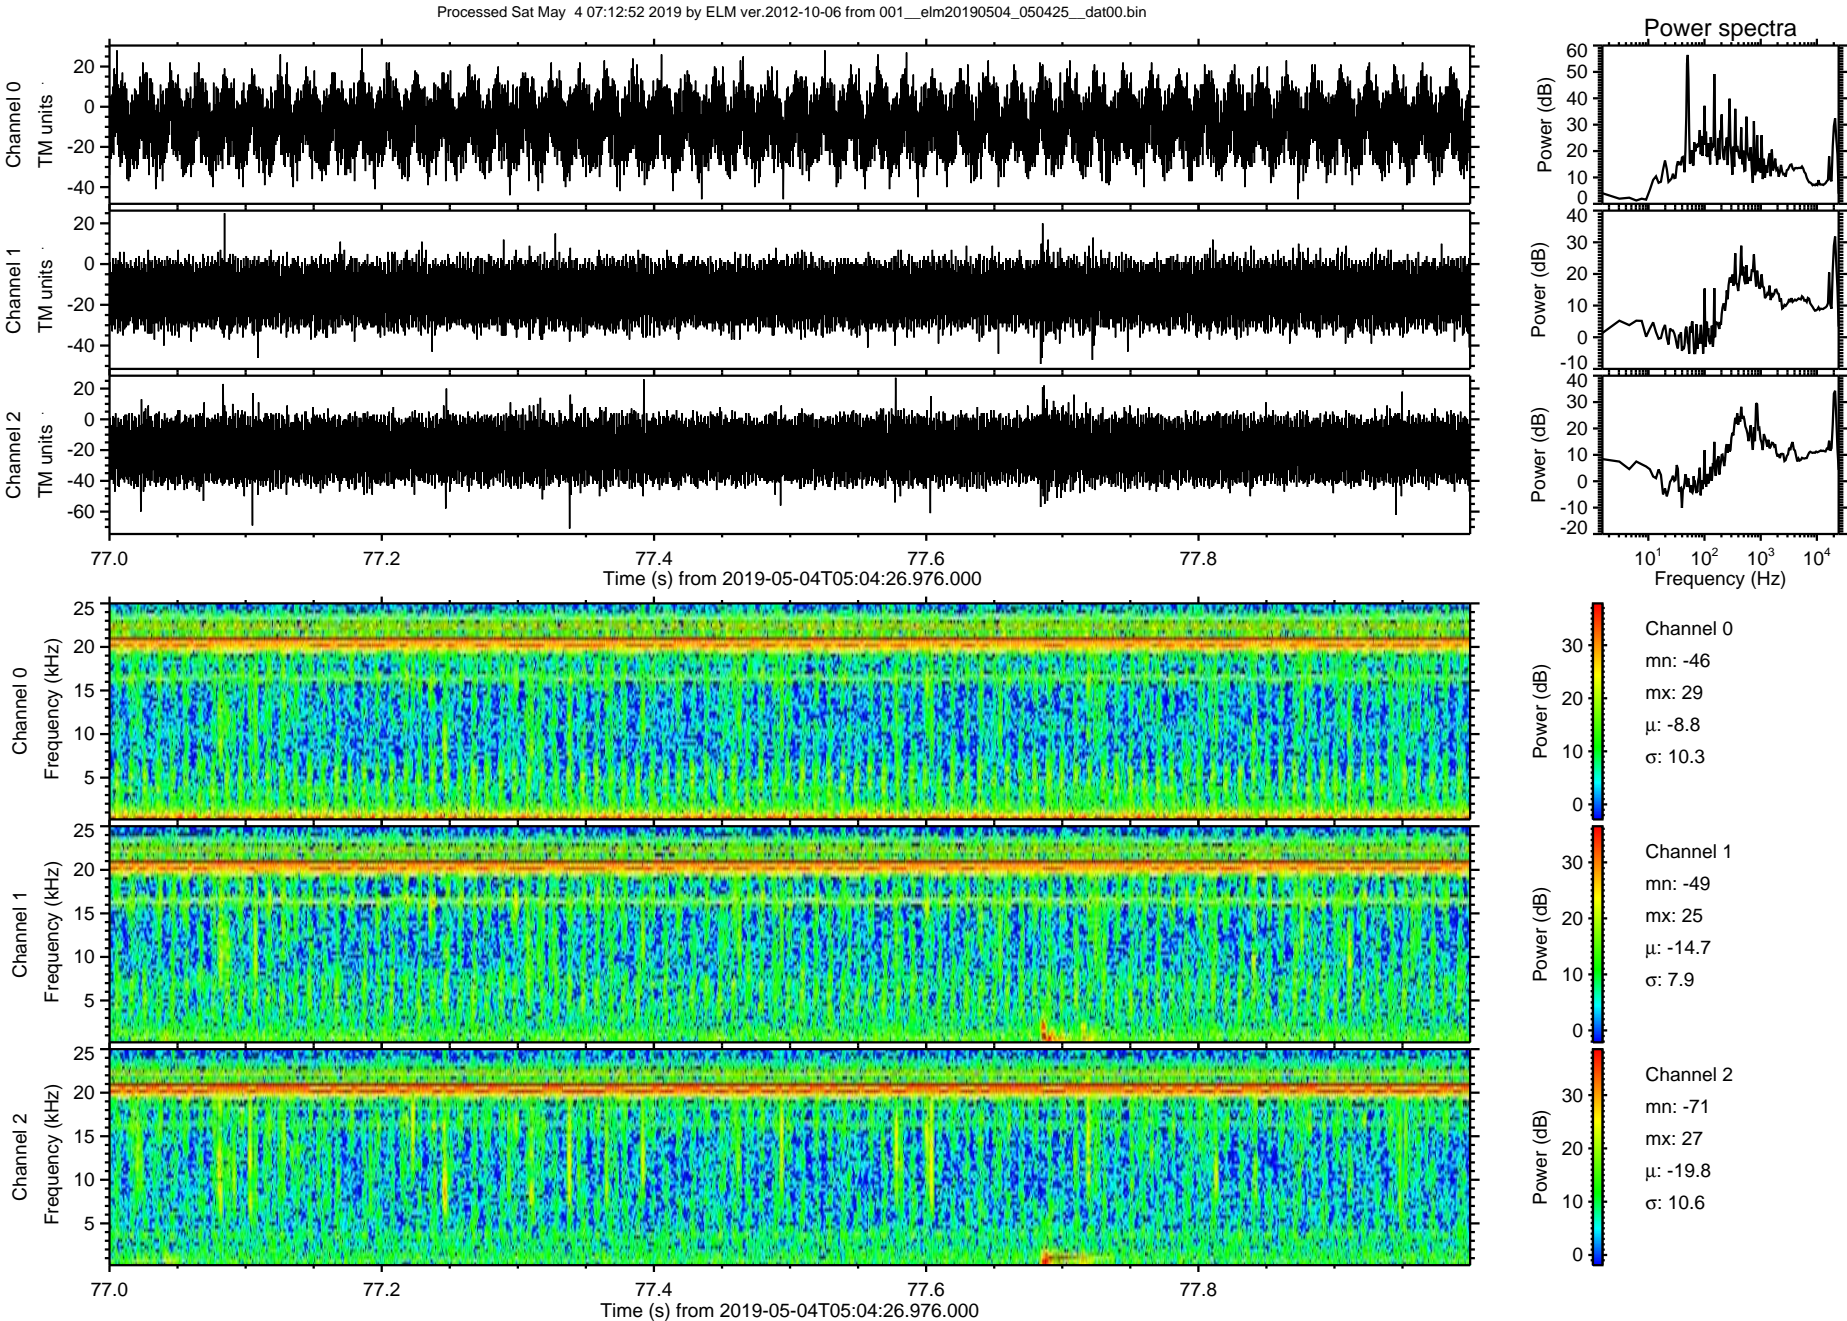 Processed Sat May  4 07:12:52 2019 by ELM ver.2012-10-06 from 001__elm20190504_050425__dat00.bin
Power spectra
Channel 0
TM units
20
0
-20
-40
Power (dB)
60
50
40
30
20
10
0
Channel 1
TM units
20
0
-20
-40
Power (dB)
40
30
20
10
0
-10
Channel 2
TM units
20
0
-20
-40
-60
Power (dB)
40
30
20
10
0
-10
-20
77.0 77.2 77.4 77.6 77.8
Time (s) from 2019-05-04T05:04:26.976.000
10¹ 10² 10³ 10⁴
Frequency (Hz)
Channel 0
Frequency (kHz)
25
20
15
10
5
Power (dB)
30
20
10
0
Channel 0
mn: -46
mx: 29
μ: -8.8
σ: 10.3
Channel 1
Frequency (kHz)
25
20
15
10
5
Power (dB)
30
20
10
0
Channel 1
mn: -49
mx: 25
μ: -14.7
σ: 7.9
Channel 2
Frequency (kHz)
25
20
15
10
5
Power (dB)
30
20
10
0
Channel 2
mn: -71
mx: 27
μ: -19.8
σ: 10.6
77.0 77.2 77.4 77.6 77.8
Time (s) from 2019-05-04T05:04:26.976.000